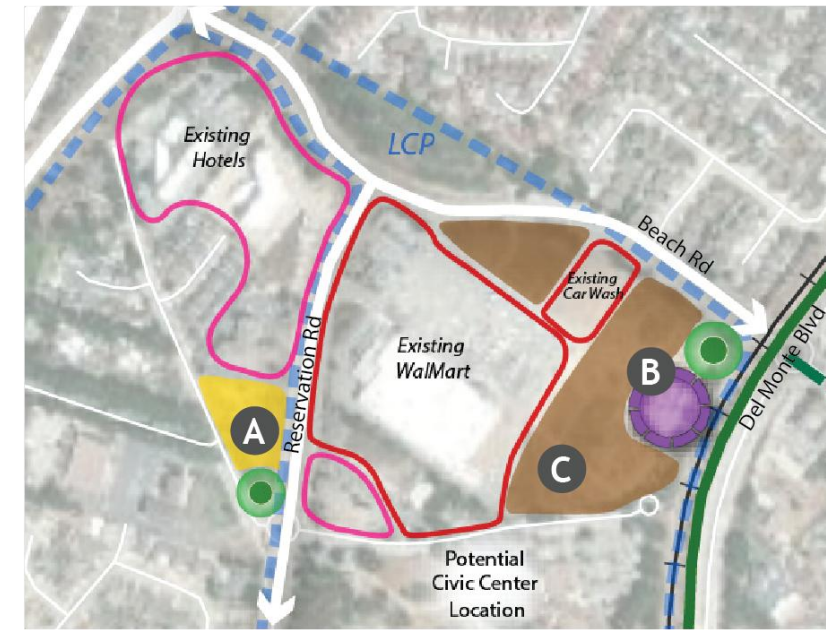 Existing
Hotels
LCP
Beach Rd
Existing
Car Wash
Existing
WalMart
Reservation Rd
Del Monte Blvd
A
B
C
Potential
Civic Center
Location